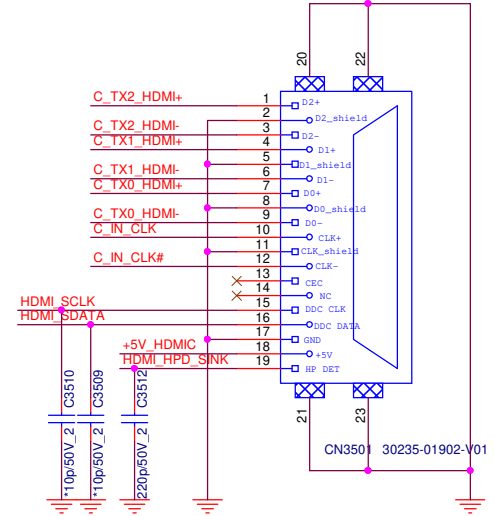 20
22
C_TX2_HDMI+
1
D2+
2
D2_shield
C_TX2_HDMI-
3
D2-
C_TX1_HDMI+
4
D1+
5
D1_shield
C_TX1_HDMI-
6
D1-
C_TX0_HDMI+
7
D0+
8
D0_shield
C_TX0_HDMI-
9
D0-
C_IN_CLK
10
CLK+
11
CLK_shield
C_IN_CLK#
12
CLK-
13
CEC
14
NC
HDMI_SCLK
15
DDC CLK
HDMI_SDATA
16
DDC DATA
17
GND
+5V_HDMIC
18
+5V
HDMI_HPD_SINK
19
HP DET
C3510
*10p/50V_2
C3509
*10p/50V_2
C3512
220p/50V_2
21
23
CN3501 30235-01902-V01